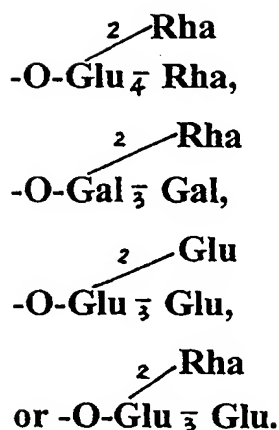 2 Rha
-O-Glu 4 Rha,
2 Rha
-O-Gal 3 Gal,
2 Glu
-O-Glu 3 Glu,
2 Rha
or -O-Glu 3 Glu.